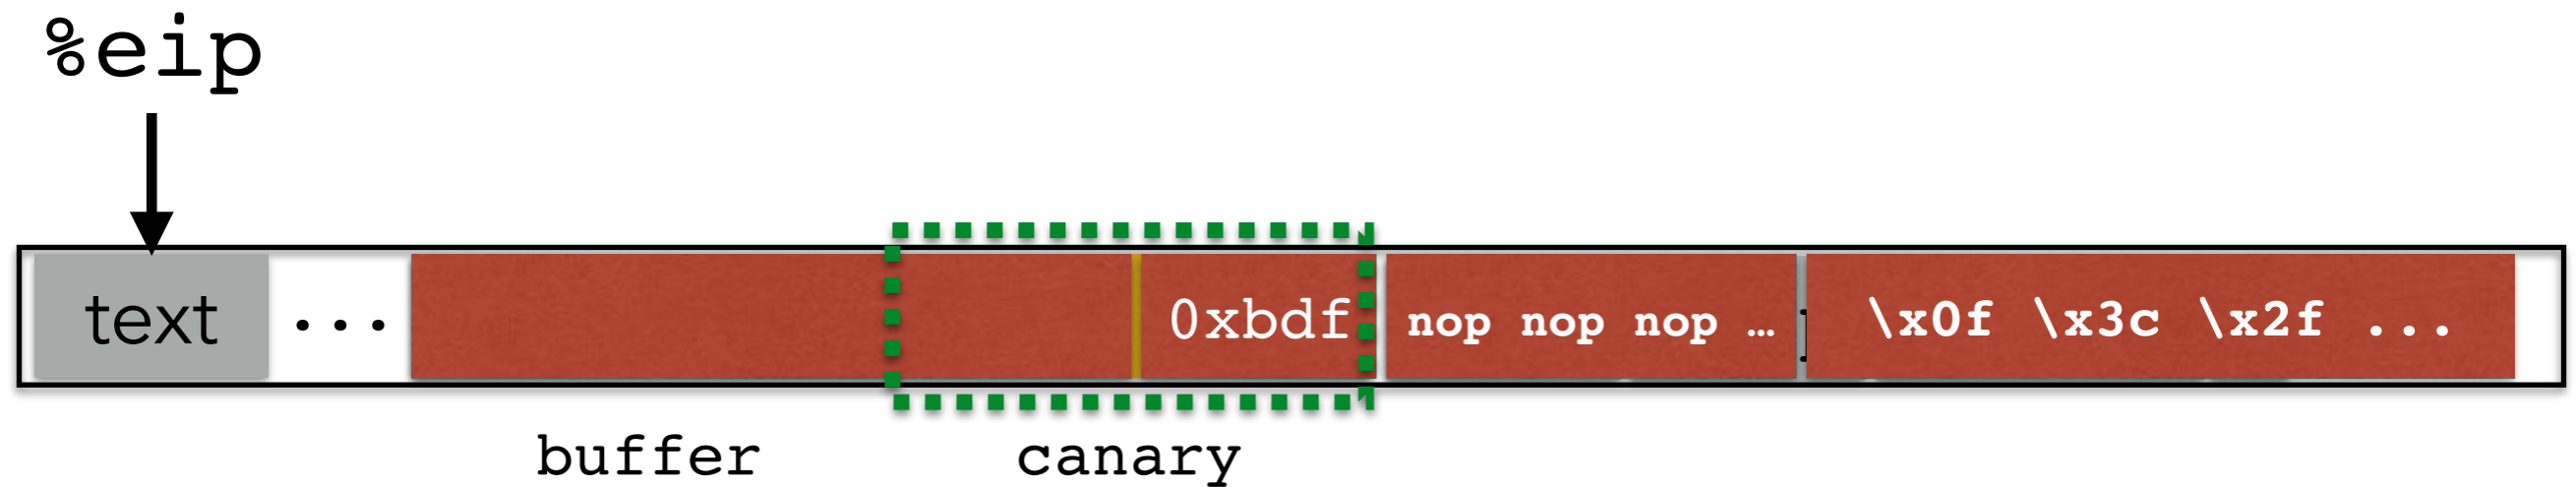 %eip
text ... 0xbdf nop nop nop … \x0f \x3c \x2f ...
buffer canary